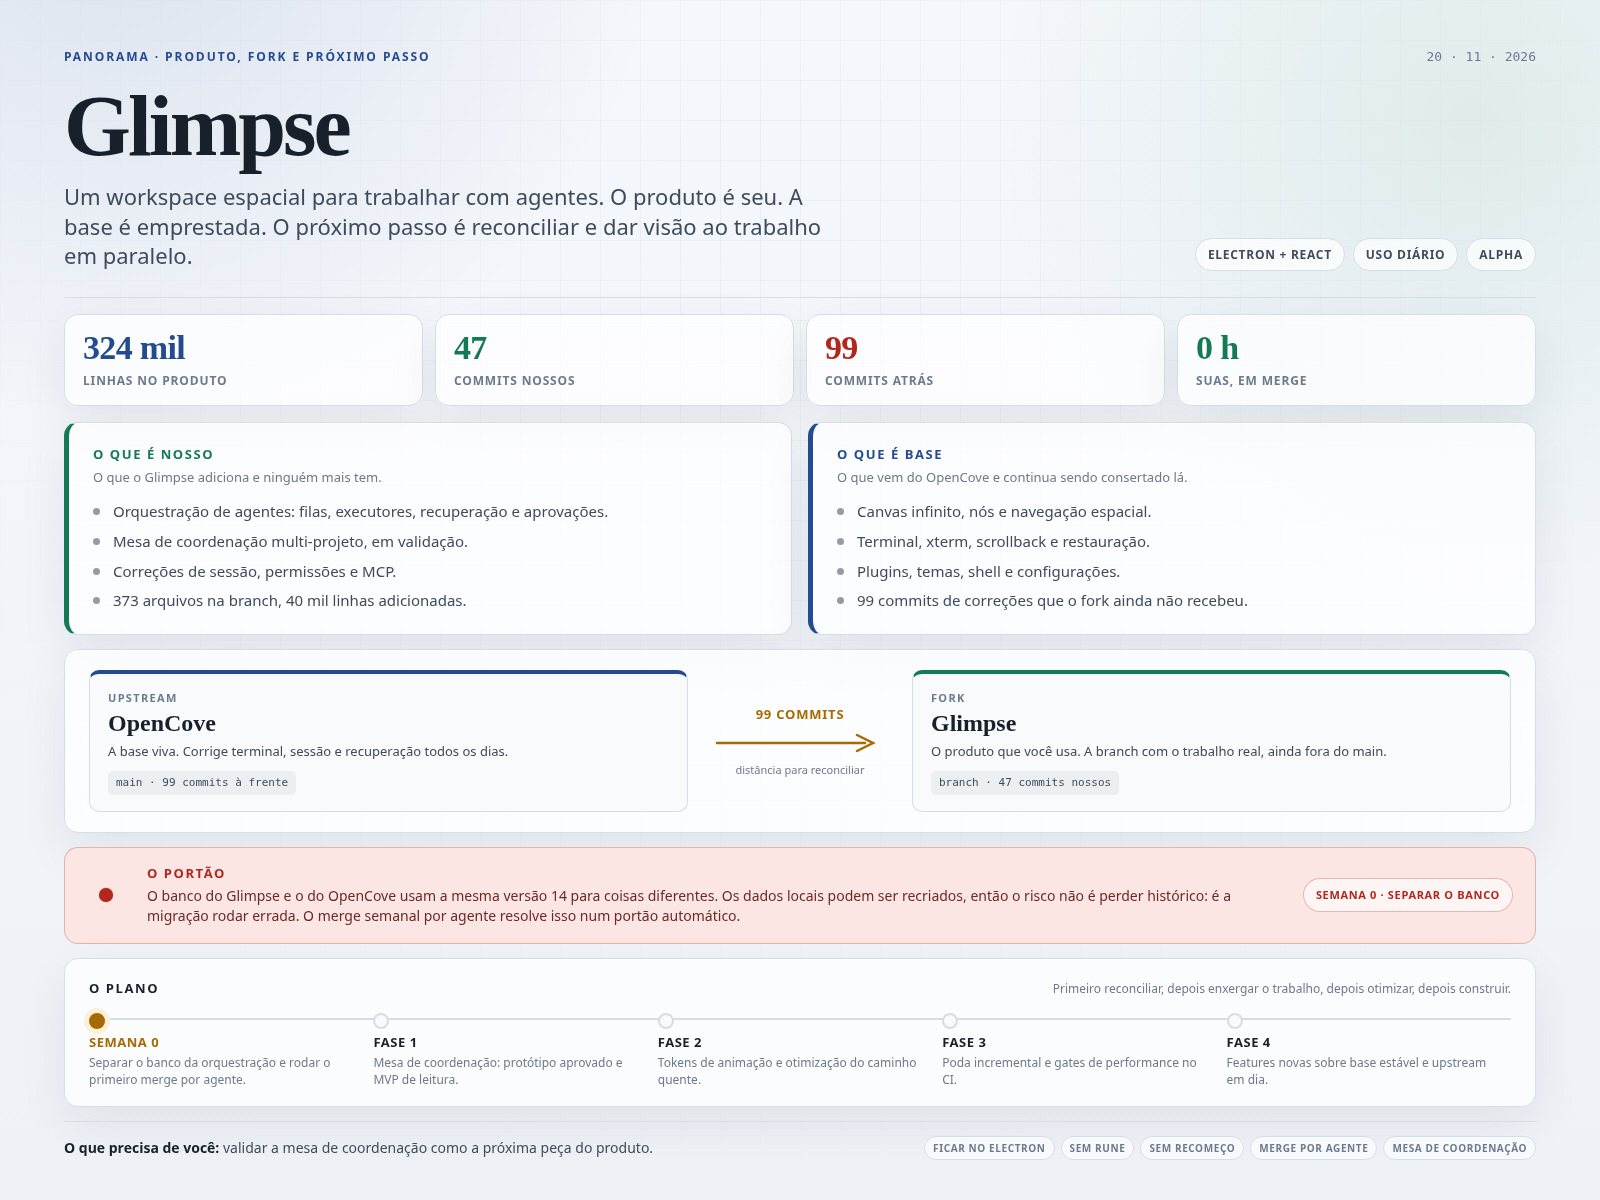 PANORAMA · PRODUTO, FORK E PRÓXIMO PASSO
20 · 11 · 2026
Glimpse
Um workspace espacial para trabalhar com agentes. O produto é seu. A
base é emprestada. O próximo passo é reconciliar e dar visão ao trabalho
em paralelo.
ELECTRON + REACT
USO DIÁRIO
ALPHA
324 mil
LINHAS NO PRODUTO
47
COMMITS NOSSOS
99
COMMITS ATRÁS
0 h
SUAS, EM MERGE
O QUE É NOSSO
O que o Glimpse adiciona e ninguém mais tem.
Orquestração de agentes: filas, executores, recuperação e aprovações.
Mesa de coordenação multi-projeto, em validação.
Correções de sessão, permissões e MCP.
373 arquivos na branch, 40 mil linhas adicionadas.
O QUE É BASE
O que vem do OpenCove e continua sendo consertado lá.
Canvas infinito, nós e navegação espacial.
Terminal, xterm, scrollback e restauração.
Plugins, temas, shell e configurações.
99 commits de correções que o fork ainda não recebeu.
UPSTREAM
OpenCove
A base viva. Corrige terminal, sessão e recuperação todos os dias.
main · 99 commits à frente
99 COMMITS
distância para reconciliar
FORK
Glimpse
O produto que você usa. A branch com o trabalho real, ainda fora do main.
branch · 47 commits nossos
O PORTÃO
O banco do Glimpse e o do OpenCove usam a mesma versão 14 para coisas diferentes. Os dados locais podem ser recriados, então o risco não é perder histórico: é a
migração rodar errada. O merge semanal por agente resolve isso num portão automático.
SEMANA 0 · SEPARAR O BANCO
O PLANO
Primeiro reconciliar, depois enxergar o trabalho, depois otimizar, depois construir.
SEMANA 0
Separar o banco da orquestração e rodar o
primeiro merge por agente.
FASE 1
Mesa de coordenação: protótipo aprovado e
MVP de leitura.
FASE 2
Tokens de animação e otimização do caminho
quente.
FASE 3
Poda incremental e gates de performance no
CI.
FASE 4
Features novas sobre base estável e upstream
em dia.
O que precisa de você: validar a mesa de coordenação como a próxima peça do produto.
FICAR NO ELECTRON
SEM RUNE
SEM RECOMEÇO
MERGE POR AGENTE
MESA DE COORDENAÇÃO